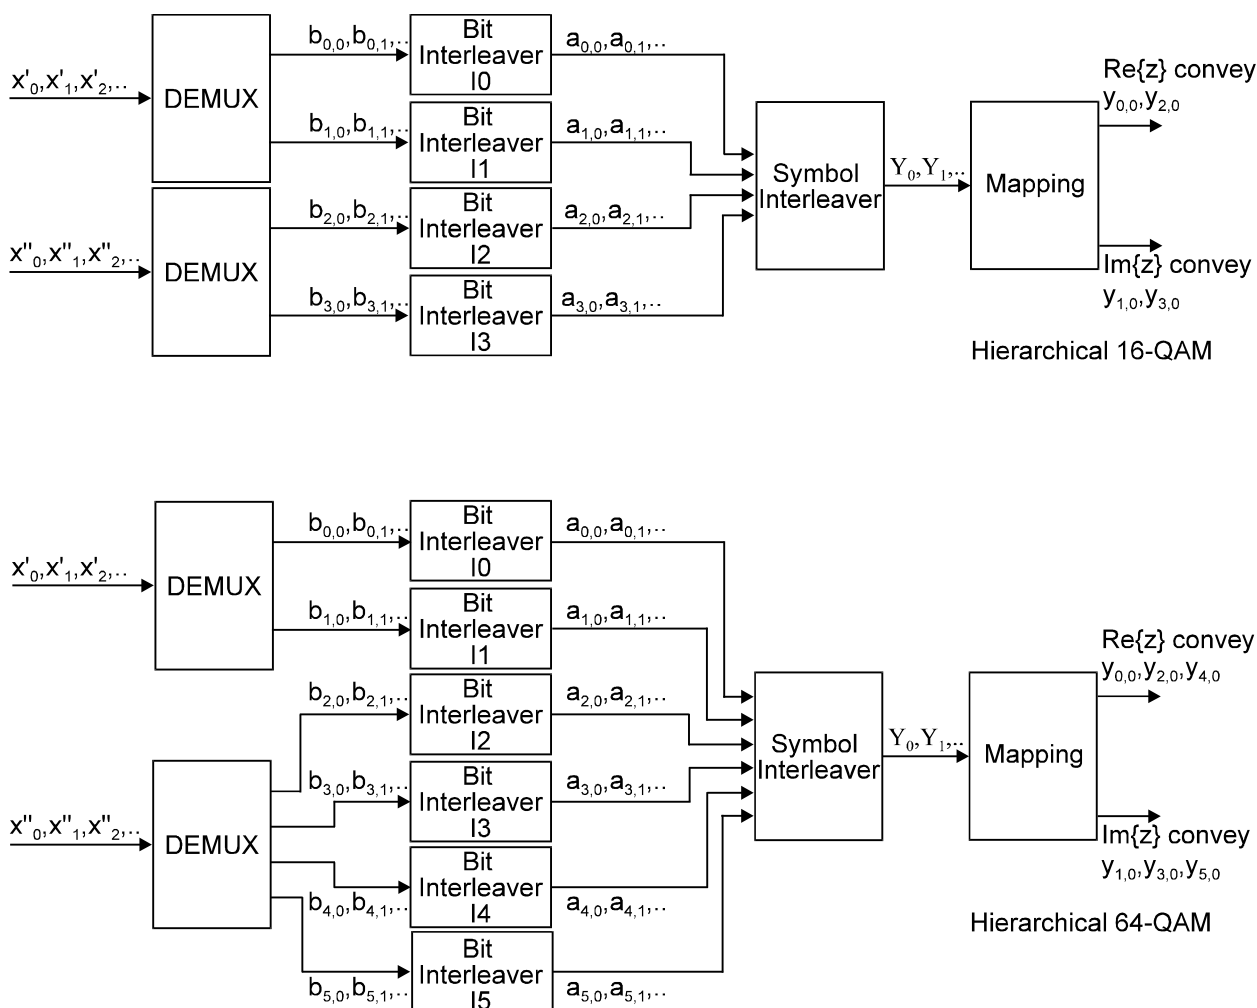 x'0,x'1,x'2,..
DEMUX
b0,0,b0,1,..
Bit
Interleaver
I0
a0,0,a0,1,..
b1,0,b1,1,..
Bit
Interleaver
I1
a1,0,a1,1,..
x"0,x"1,x"2,..
DEMUX
b2,0,b2,1,..
Bit
Interleaver
I2
a2,0,a2,1,..
b3,0,b3,1,..
Bit
Interleaver
I3
a3,0,a3,1,..
Symbol
Interleaver
Y0,Y1,..
Mapping
Re{z} convey
y0,0,y2,0
Im{z} convey
y1,0,y3,0
Hierarchical 16-QAM
x'0,x'1,x'2,..
DEMUX
b0,0,b0,1,..
Bit
Interleaver
I0
a0,0,a0,1,..
b1,0,b1,1,..
Bit
Interleaver
I1
a1,0,a1,1,..
x"0,x"1,x"2,..
DEMUX
b2,0,b2,1,..
Bit
Interleaver
I2
a2,0,a2,1,..
b3,0,b3,1,..
Bit
Interleaver
I3
a3,0,a3,1,..
b4,0,b4,1,..
Bit
Interleaver
I4
a4,0,a4,1,..
b5,0,b5,1,..
Bit
Interleaver
I5
a5,0,a5,1,..
Symbol
Interleaver
Y0,Y1,..
Mapping
Re{z} convey
y0,0,y2,0,y4,0
Im{z} convey
y1,0,y3,0,y5,0
Hierarchical 64-QAM